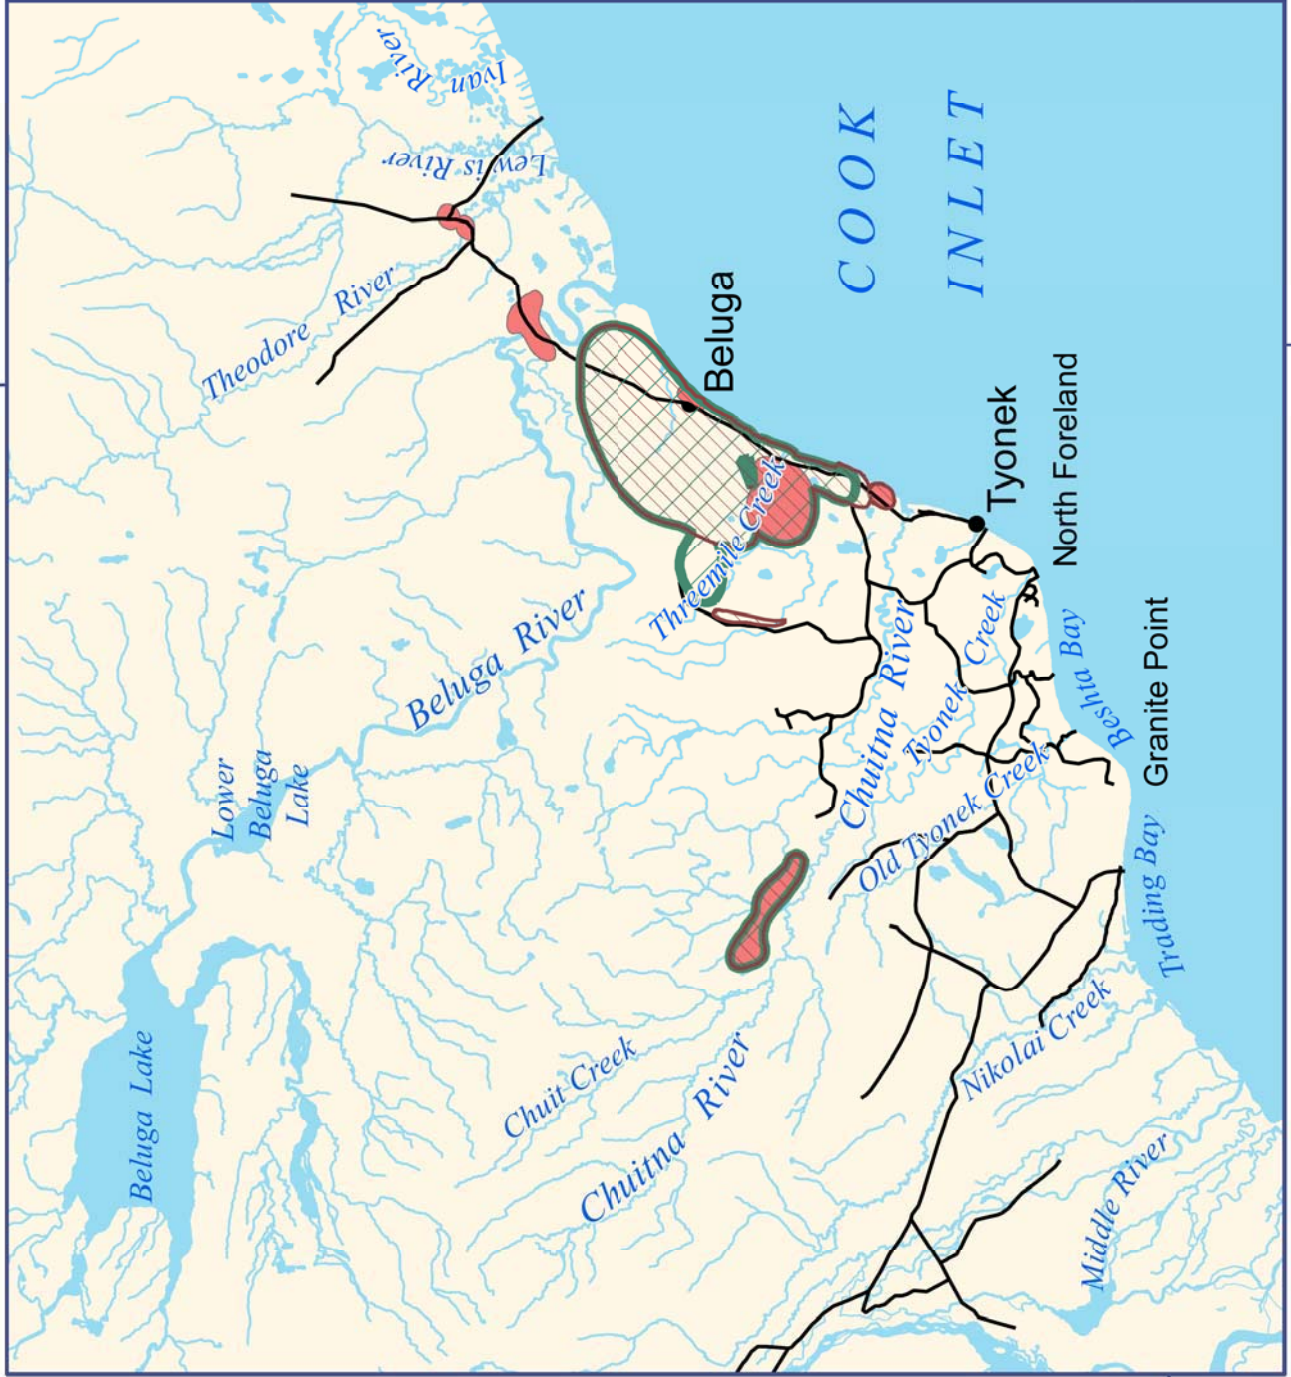 Ivan
River
Lewis River
Theodore River
COOK
INLET
Beluga
Tyonek
North Foreland
Threemile Creek
Beluga River
Lower
Beluga
Lake
Chuitna River
Tyonek Creek
Old Tyonek Creek
Beshta Bay
Granite Point
Trading Bay
Beluga Lake
Chuit Creek
Chuitna River
Nikolai Creek
Middle River